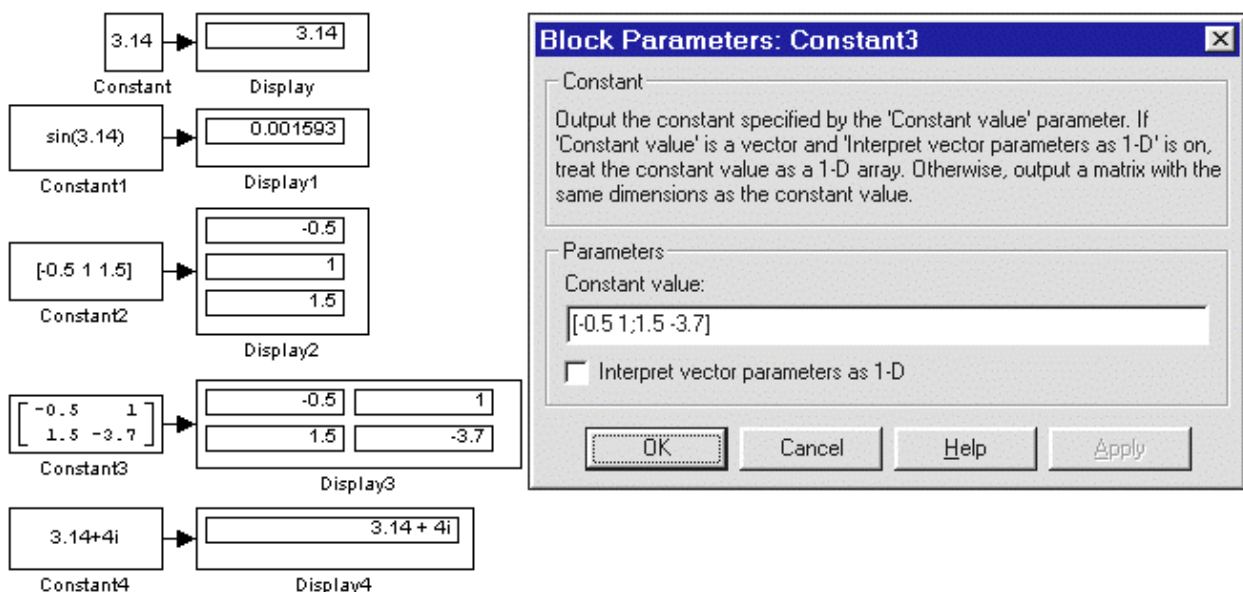 3.14
3.14
Constant
Display
sin(3.14)
0.001593
Constant1
Display1
[-0.5 1 1.5]
-0.5
1
1.5
Constant2
Display2
-0.5 1
1.5 -3.7
-0.5 1
1.5 -3.7
Constant3
Display3
3.14+4i
3.14 + 4i
Constant4
Display4
Block Parameters: Constant3
Constant
Output the constant specified by the 'Constant value' parameter. If
'Constant value' is a vector and 'Interpret vector parameters as 1-D' is on,
treat the constant value as a 1-D array. Otherwise, output a matrix with the
same dimensions as the constant value.
Parameters
Constant value:
[-0.5 1;1.5 -3.7]
Interpret vector parameters as 1-D
OK Cancel Help Apply